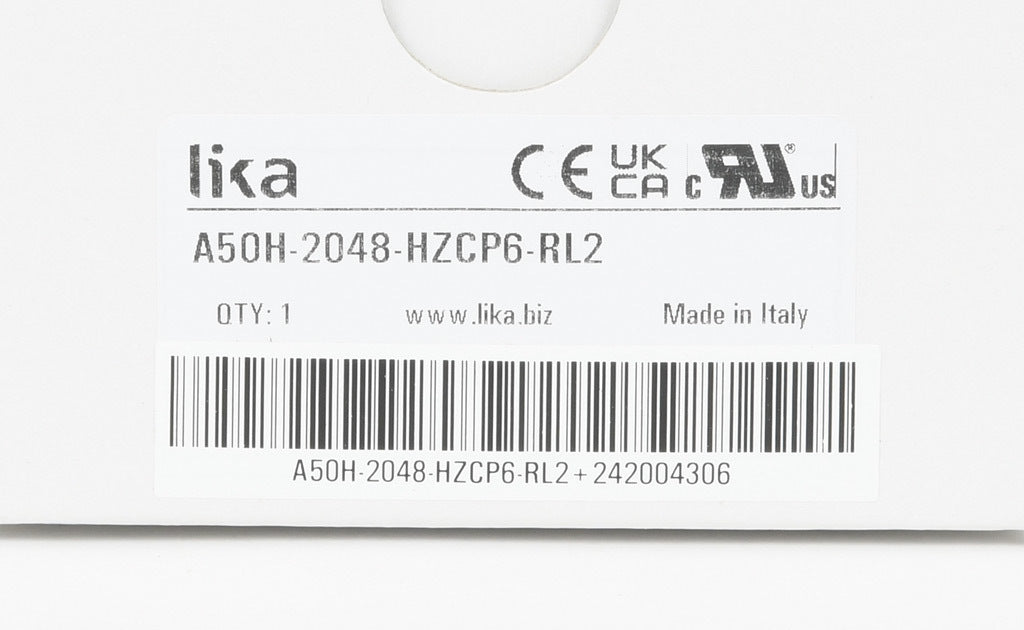 lika CE UK CA c RU® US
A50H-2048-HZCP6-RL2
QTY: 1 www.lika.biz Made in Italy
A50H-2048-HZCP6-RL2+242004306